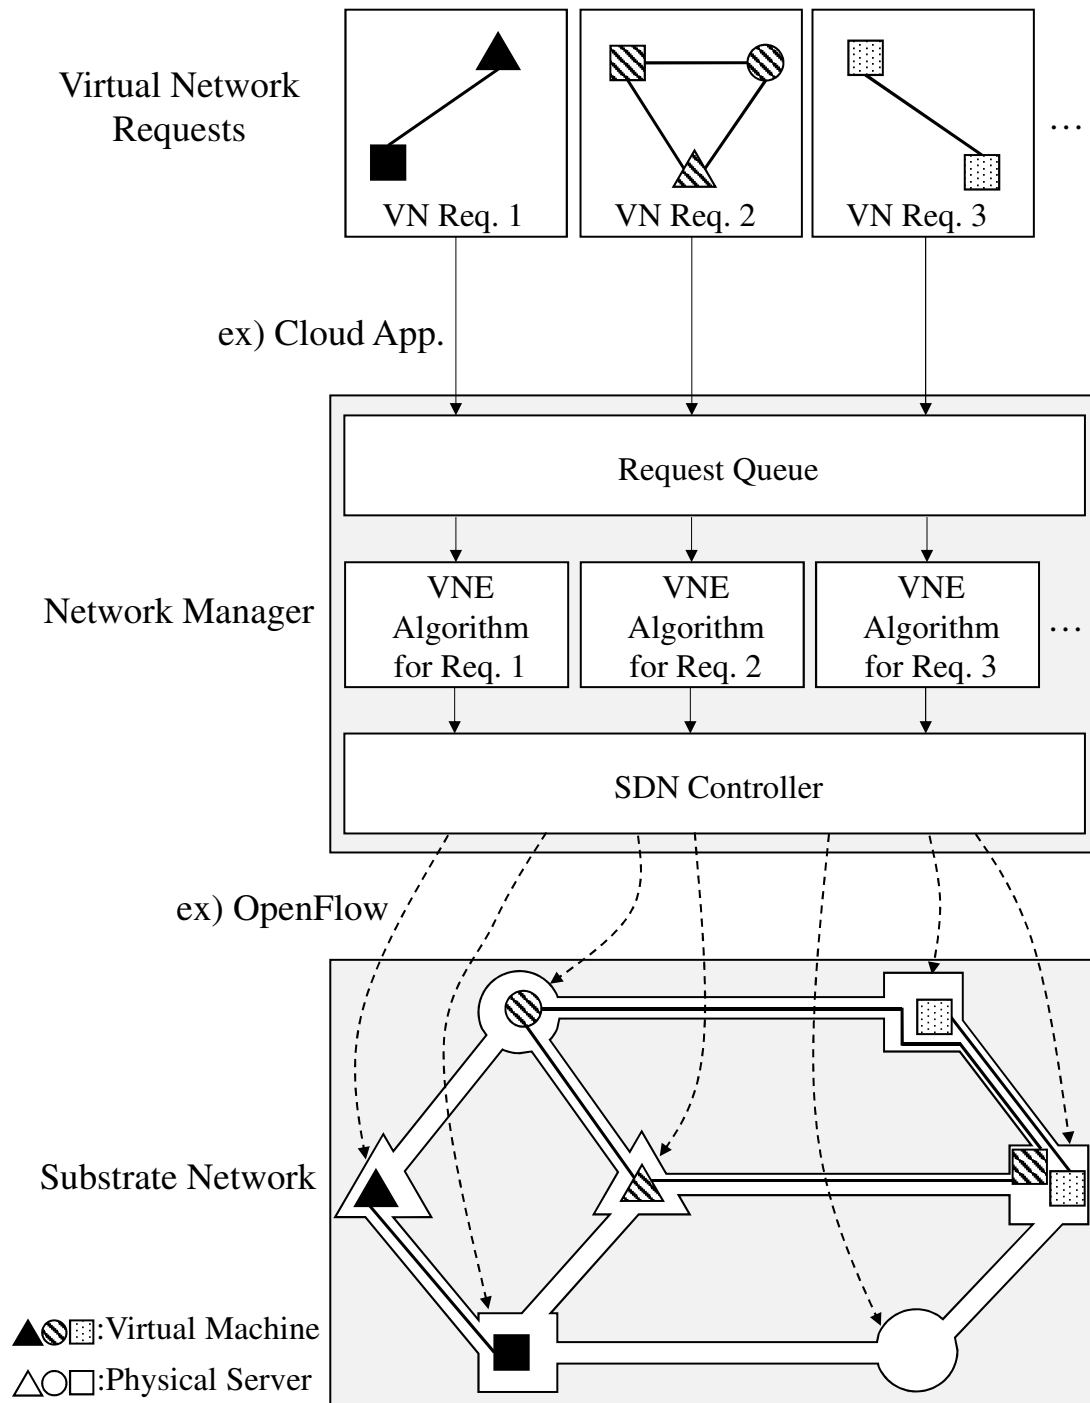 Virtual Network
Requests
VN Req. 1
VN Req. 2
VN Req. 3
...
ex) Cloud App.
Request Queue
Network Manager
VNE
Algorithm
for Req. 1
VNE
Algorithm
for Req. 2
VNE
Algorithm
for Req. 3
...
SDN Controller
ex) OpenFlow
Substrate Network
:Virtual Machine
:Physical Server